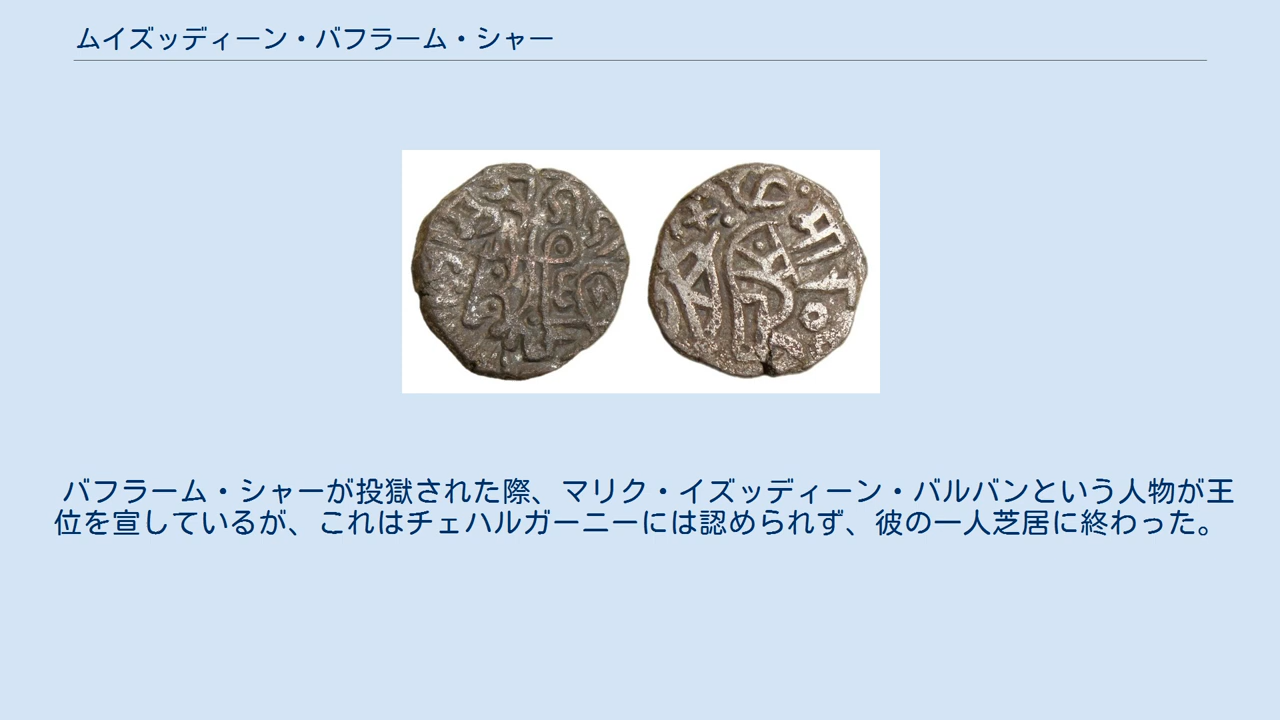 ムイズッディーン・バフラーム・シャー
バフラーム・シャーが投獄された際、マリク・イズッディーン・バルバンという人物が王
位を宣しているが、これはチェハルガーニーには認められず、彼の一人芝居に終わった。